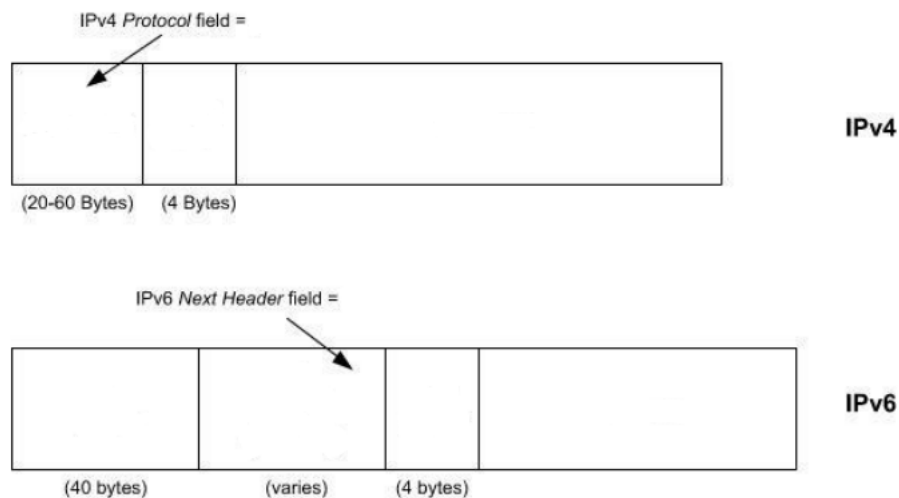 IPv4 Protocol field =
IPv4
(20-60 Bytes) (4 Bytes)
IPv6 Next Header field =
IPv6
(40 bytes) (varies) (4 bytes)